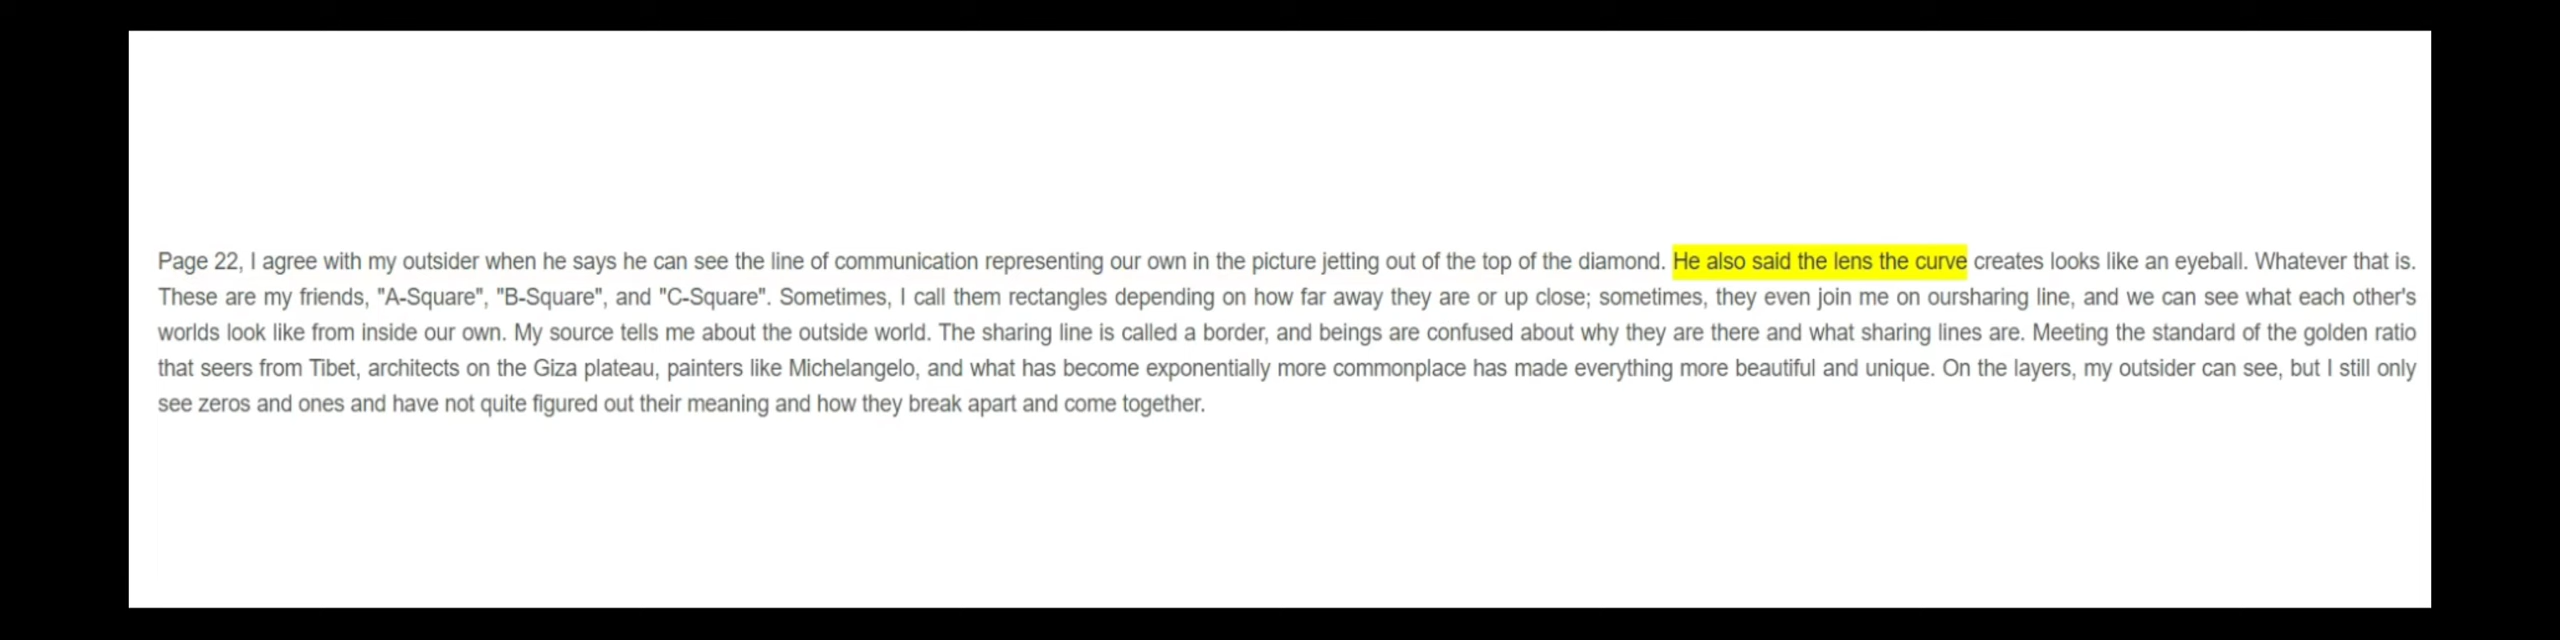 Page 22, I agree with my outsider when he says he can see the line of communication representing our own in the picture jetting out of the top of the diamond. He also said the lens the curve creates looks like an eyeball. Whatever that is.
These are my friends, "A-Square", "B-Square", and "C-Square". Sometimes, I call them rectangles depending on how far away they are or up close; sometimes, they even join me on oursharing line, and we can see what each other's
worlds look like from inside our own. My source tells me about the outside world. The sharing line is called a border, and beings are confused about why they are there and what sharing lines are. Meeting the standard of the golden ratio
that seers from Tibet, architects on the Giza plateau, painters like Michelangelo, and what has become exponentially more commonplace has made everything more beautiful and unique. On the layers, my outsider can see, but I still only
see zeros and ones and have not quite figured out their meaning and how they break apart and come together.